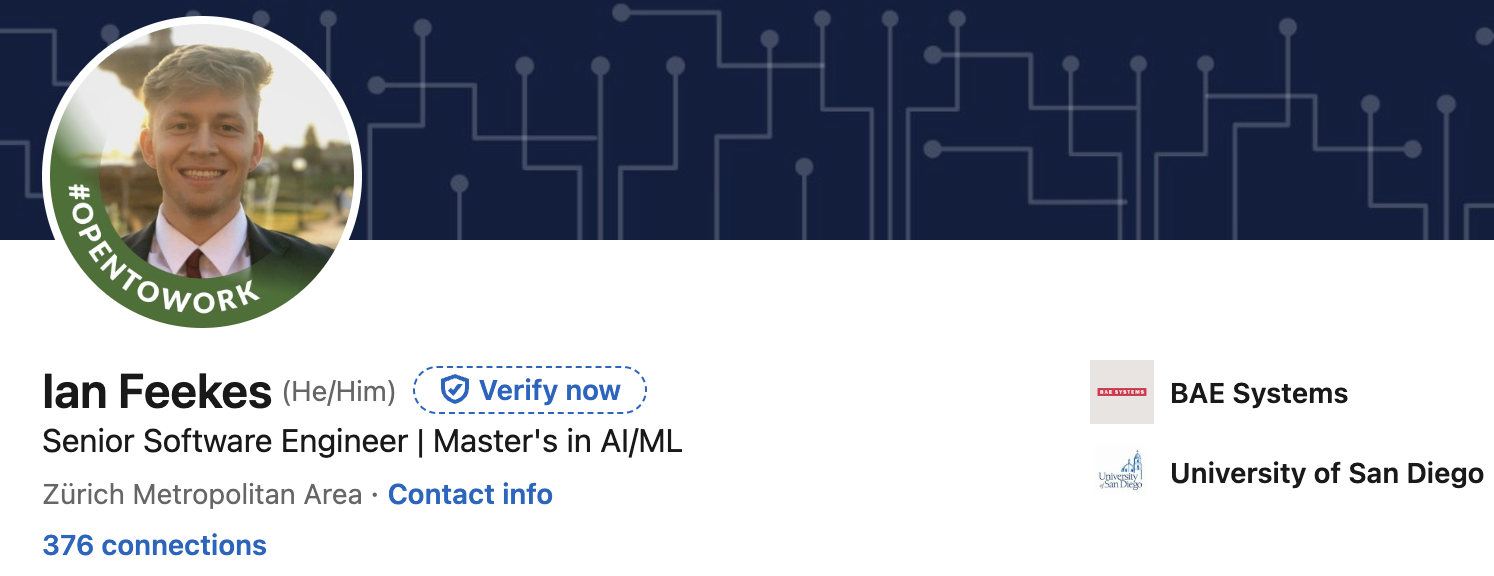 #OPENTOWORK
Ian Feekes (He/Him) Verify now
Senior Software Engineer | Master's in AI/ML
Zürich Metropolitan Area · Contact info
376 connections
BAE SYSTEMS
BAE Systems
University
of San Diego
University of San Diego